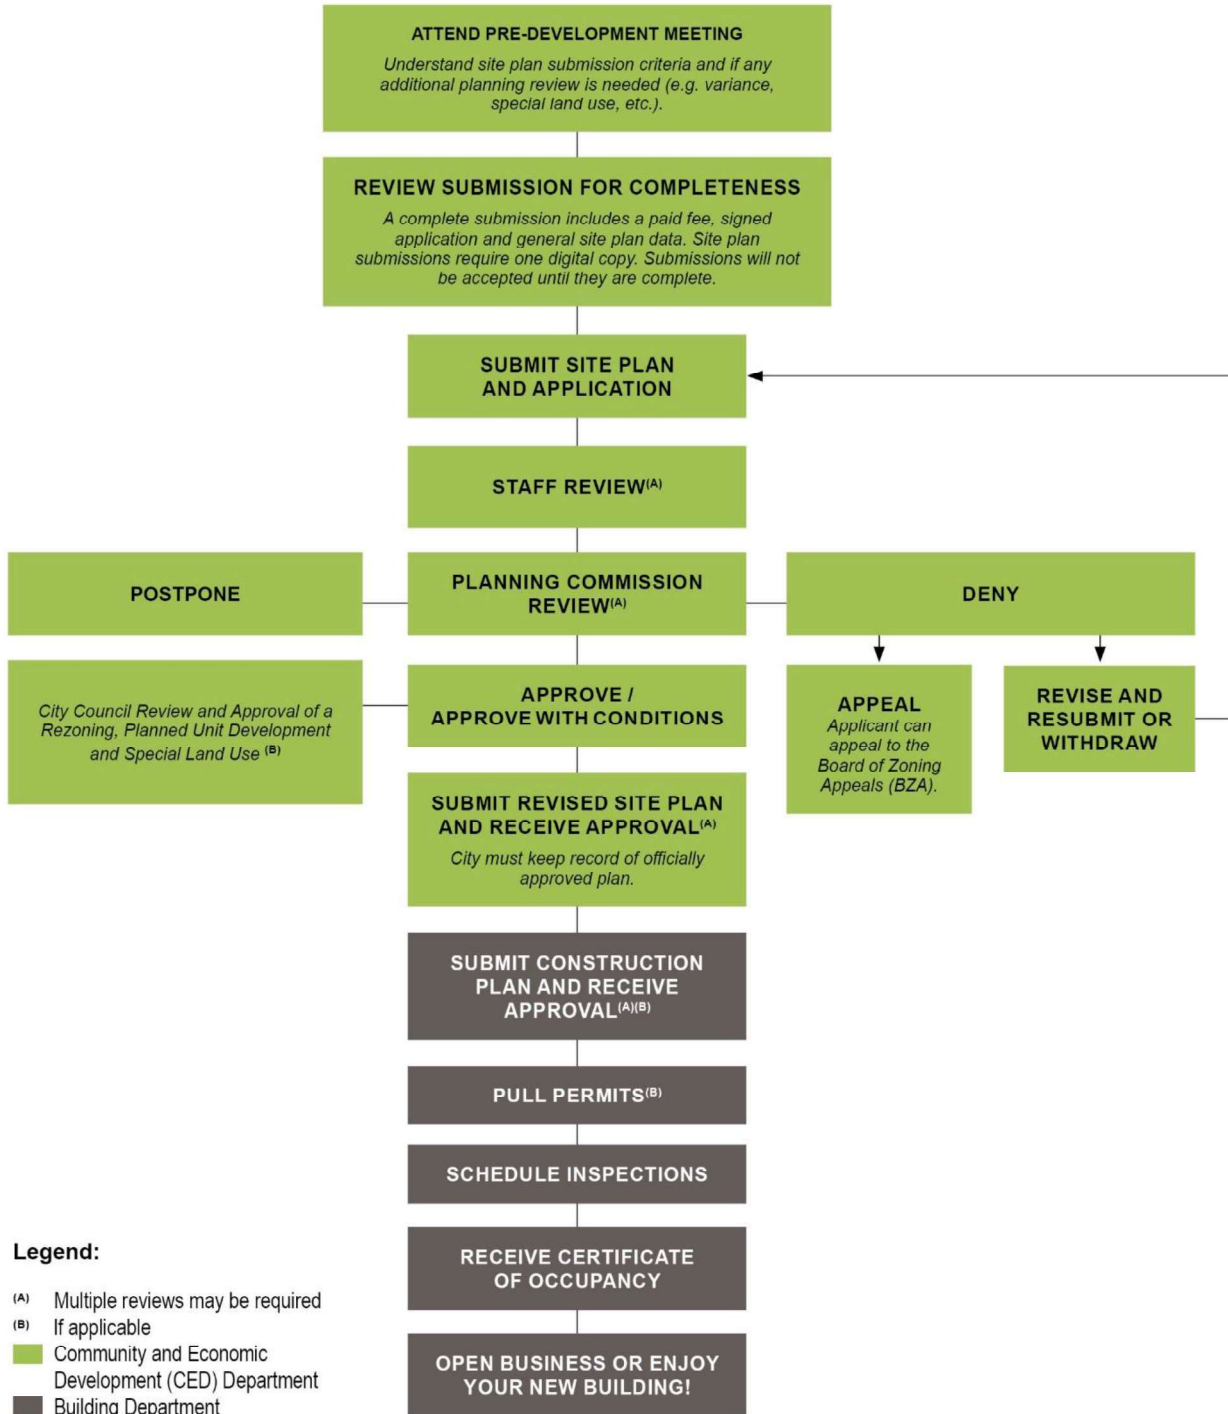 ATTEND PRE-DEVELOPMENT MEETING
Understand site plan submission criteria and if any
additional planning review is needed (e.g. variance,
special land use, etc.).
REVIEW SUBMISSION FOR COMPLETENESS
A complete submission includes a paid fee, signed
application and general site plan data. Site plan
submissions require one digital copy. Submissions will not
be accepted until they are complete.
SUBMIT SITE PLAN
AND APPLICATION
STAFF REVIEW(A)
POSTPONE
PLANNING COMMISSION
REVIEW(A)
DENY
City Council Review and Approval of a
Rezoning, Planned Unit Development
and Special Land Use (B)
APPROVE /
APPROVE WITH CONDITIONS
APPEAL
Applicant can
appeal to the
Board of Zoning
Appeals (BZA).
REVISE AND
RESUBMIT OR
WITHDRAW
SUBMIT REVISED SITE PLAN
AND RECEIVE APPROVAL(A)
City must keep record of officially
approved plan.
SUBMIT CONSTRUCTION
PLAN AND RECEIVE
APPROVAL(A)(B)
PULL PERMITS(B)
SCHEDULE INSPECTIONS
RECEIVE CERTIFICATE
OF OCCUPANCY
OPEN BUSINESS OR ENJOY
YOUR NEW BUILDING!
Legend:
(A) Multiple reviews may be required
(B) If applicable
Community and Economic
Development (CED) Department
Building Department